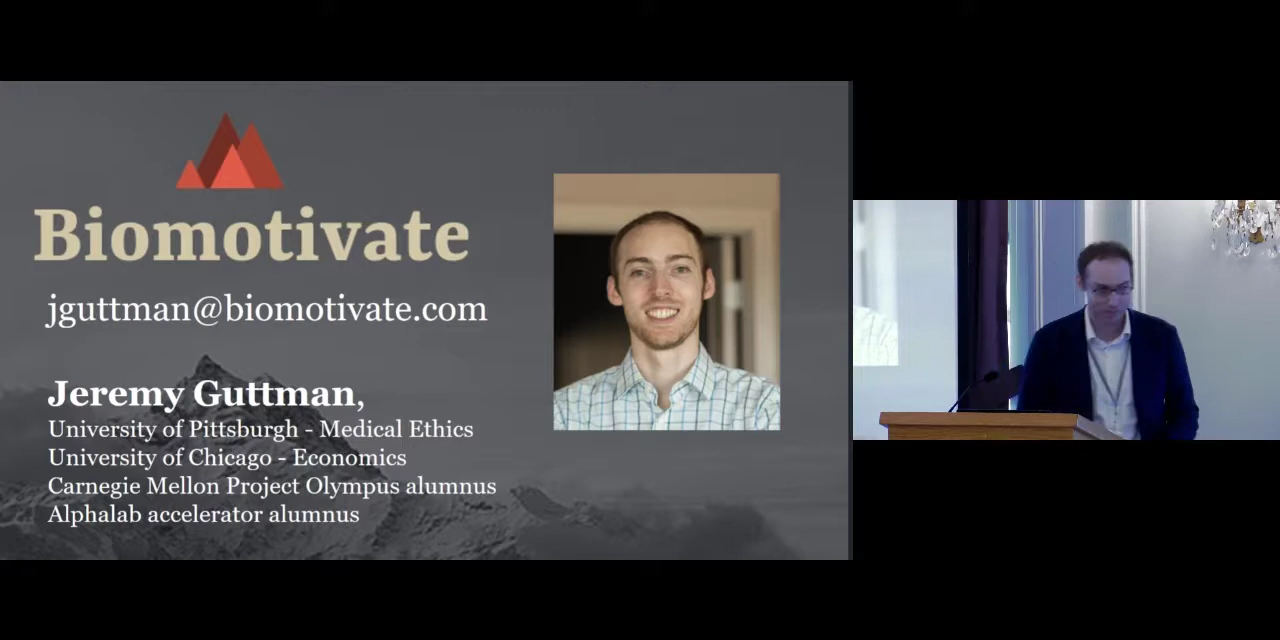 Biomotivate
jguttman@biomotivate.com
Jeremy Guttman,
University of Pittsburgh - Medical Ethics
University of Chicago - Economics
Carnegie Mellon Project Olympus alumnus
Alphalab accelerator alumnus